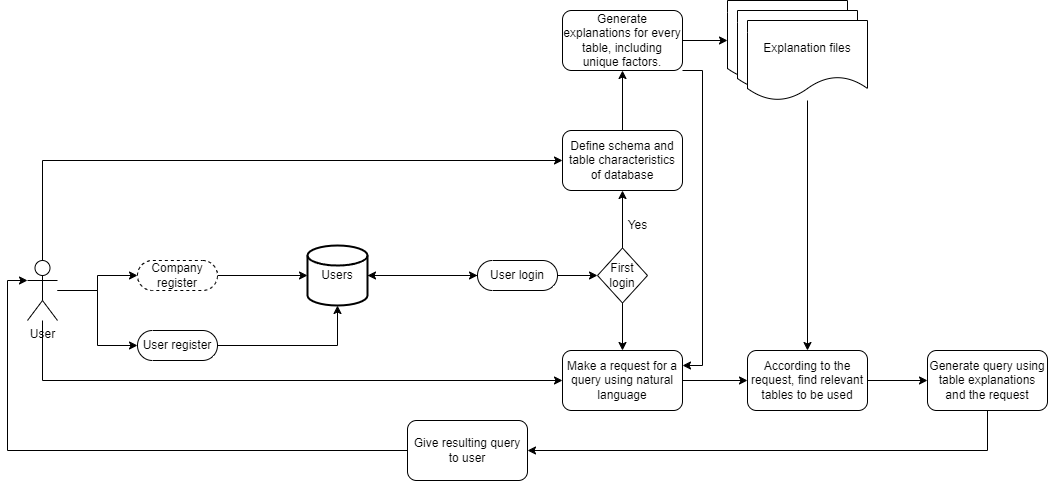 Generate
explanations for every
table, including
unique factors.
Explanation files
Define schema and
table characteristics
of database
Yes
Company
register
Users
User login
First
login
User
User register
Make a request for a
query using natural
language
According to the
request, find relevant
tables to be used
Generate query using
table explanations
and the request
Give resulting query
to user